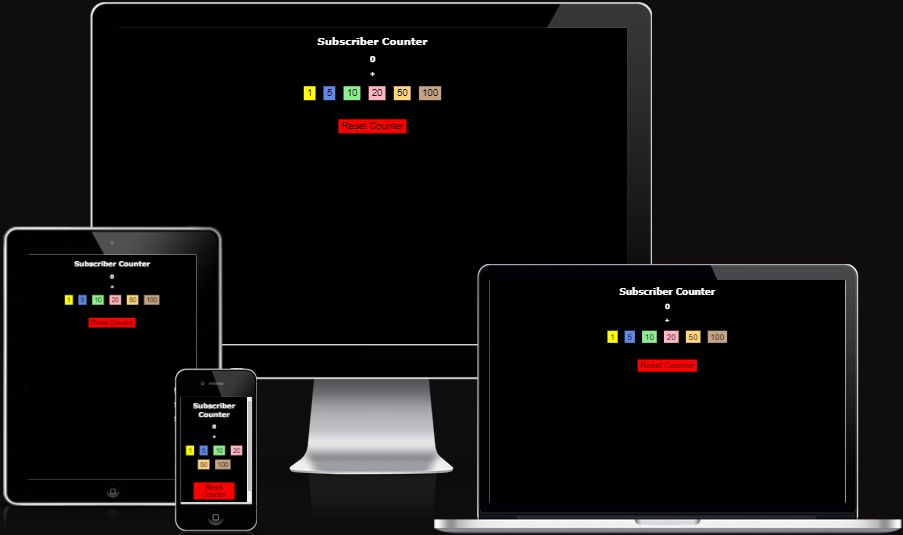 Subscriber Counter
0
+
1 5 10 20 50 100
Reset Counter
Subscriber Counter
0
+
1 5 10 20 50 100
Reset Counter
Subscriber
Counter
0
+
1 5 10 20
50 100
Reset
Counter
Subscriber Counter
0
+
1 5 10 20 50 100
Reset Counter